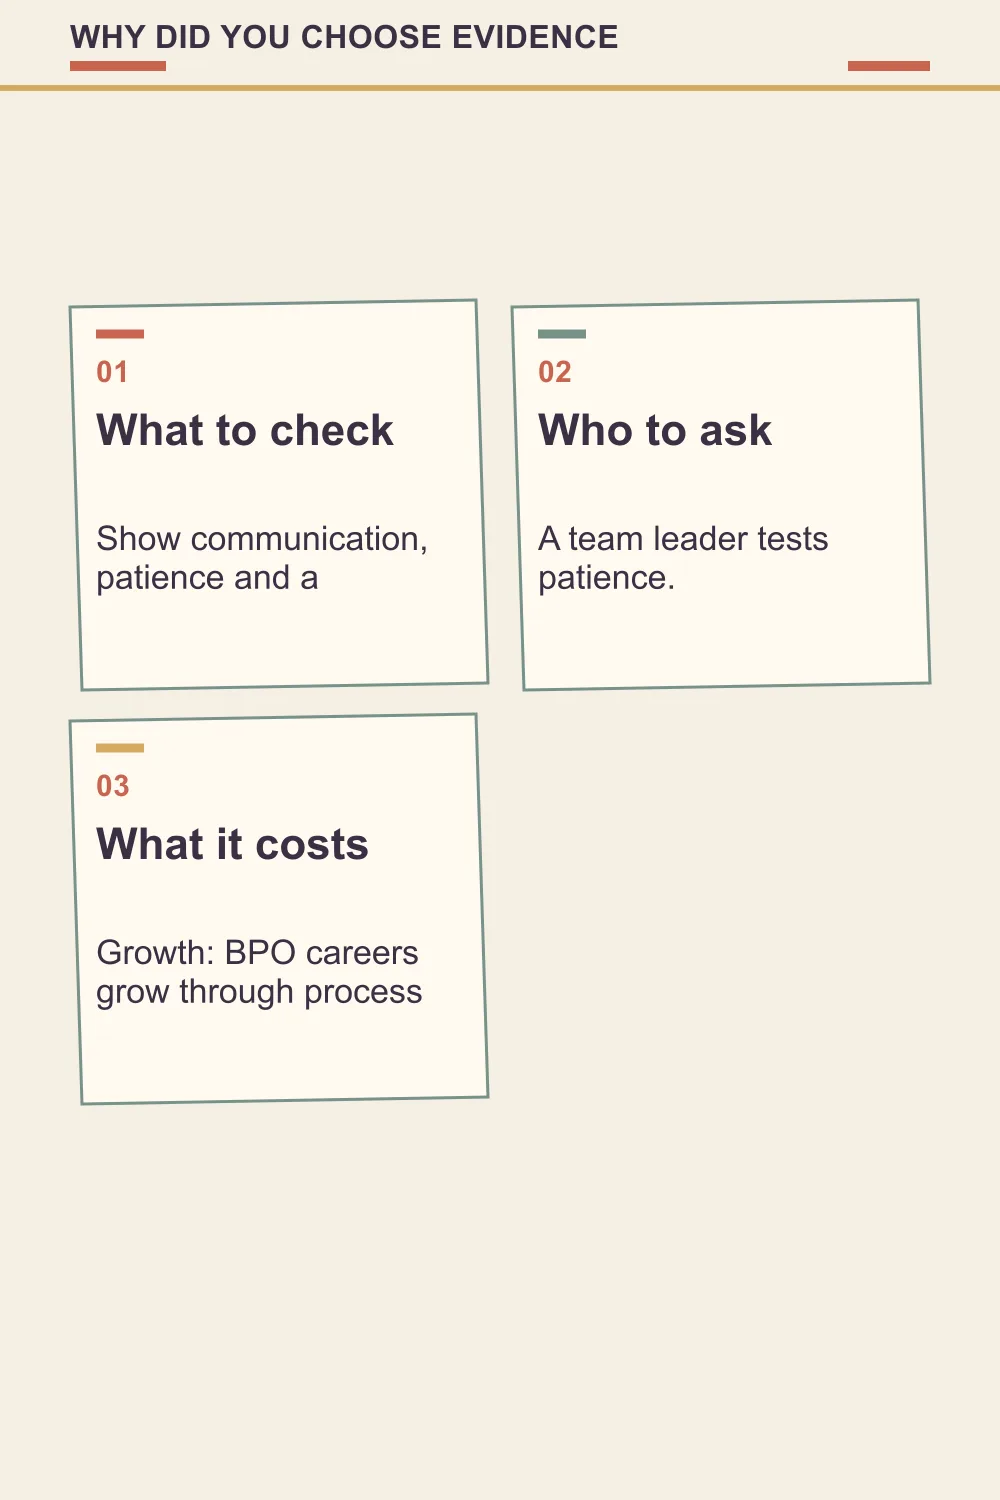 WHY DID YOU CHOOSE EVIDENCE
01
What to check
Show communication,
patience and a
02
Who to ask
A team leader tests
patience.
03
What it costs
Growth: BPO careers
grow through process